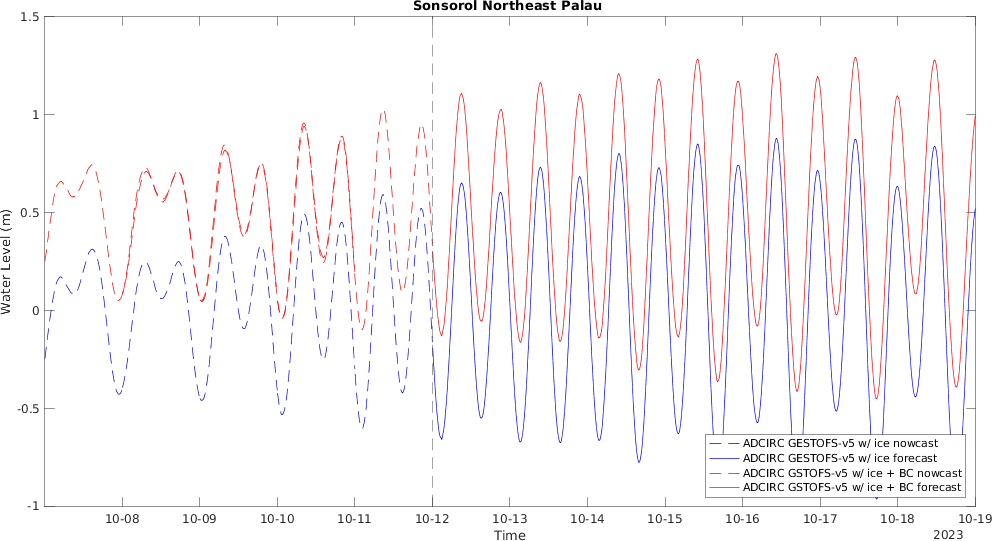 Sonsorol Northeast Palau
Water Level (m)
1.5
1
0.5
0
-0.5
-1
10-08
10-09
10-10
10-11
10-12
10-13
10-14
10-15
10-16
10-17
10-18
10-19
2023
Time
ADCIRC GESTOFS-v5 w/ ice nowcast
ADCIRC GESTOFS-v5 w/ ice forecast
ADCIRC GSTOFS-v5 w/ ice + BC nowcast
ADCIRC GSTOFS-v5 w/ ice + BC forecast